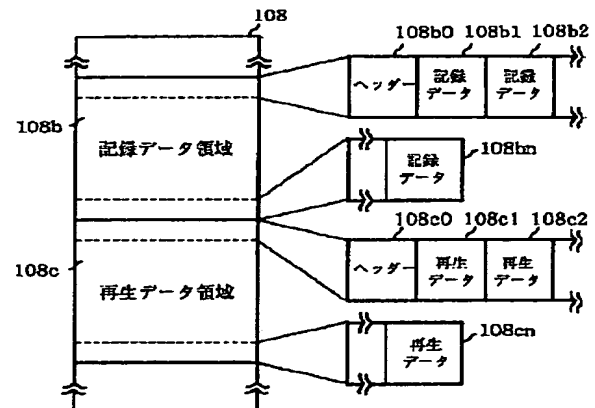 108
108b0 108b1 108b2
ヘッダー 記録データ 記録データ
108b
記録データ領域
記録データ
108bn
108c0 108c1 108c2
ヘッダー 再生データ 再生データ
108c
再生データ領域
再生データ
108cn